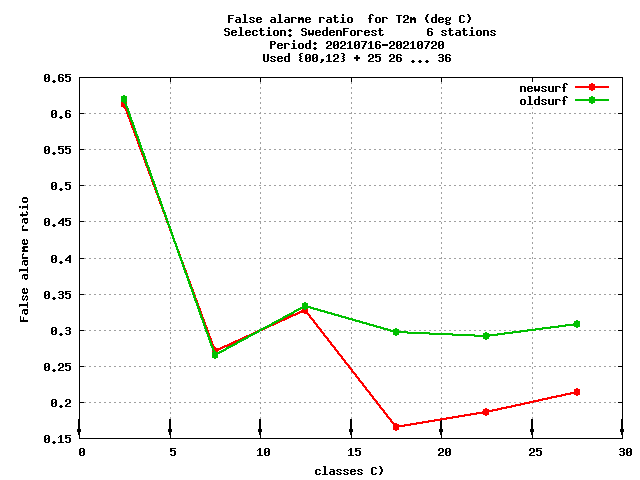 False alarme ratio  for T2m (deg C)
Selection: SwedenForest      6 stations
Period: 20210716-20210720
Used {00,12} + 25 26 ... 36
newsurf
oldsurf
0.65
0.6
0.55
0.5
0.45
0.4
0.35
0.3
0.25
0.2
0.15
False alarme ratio
0 5 10 15 20 25 30
classes C)